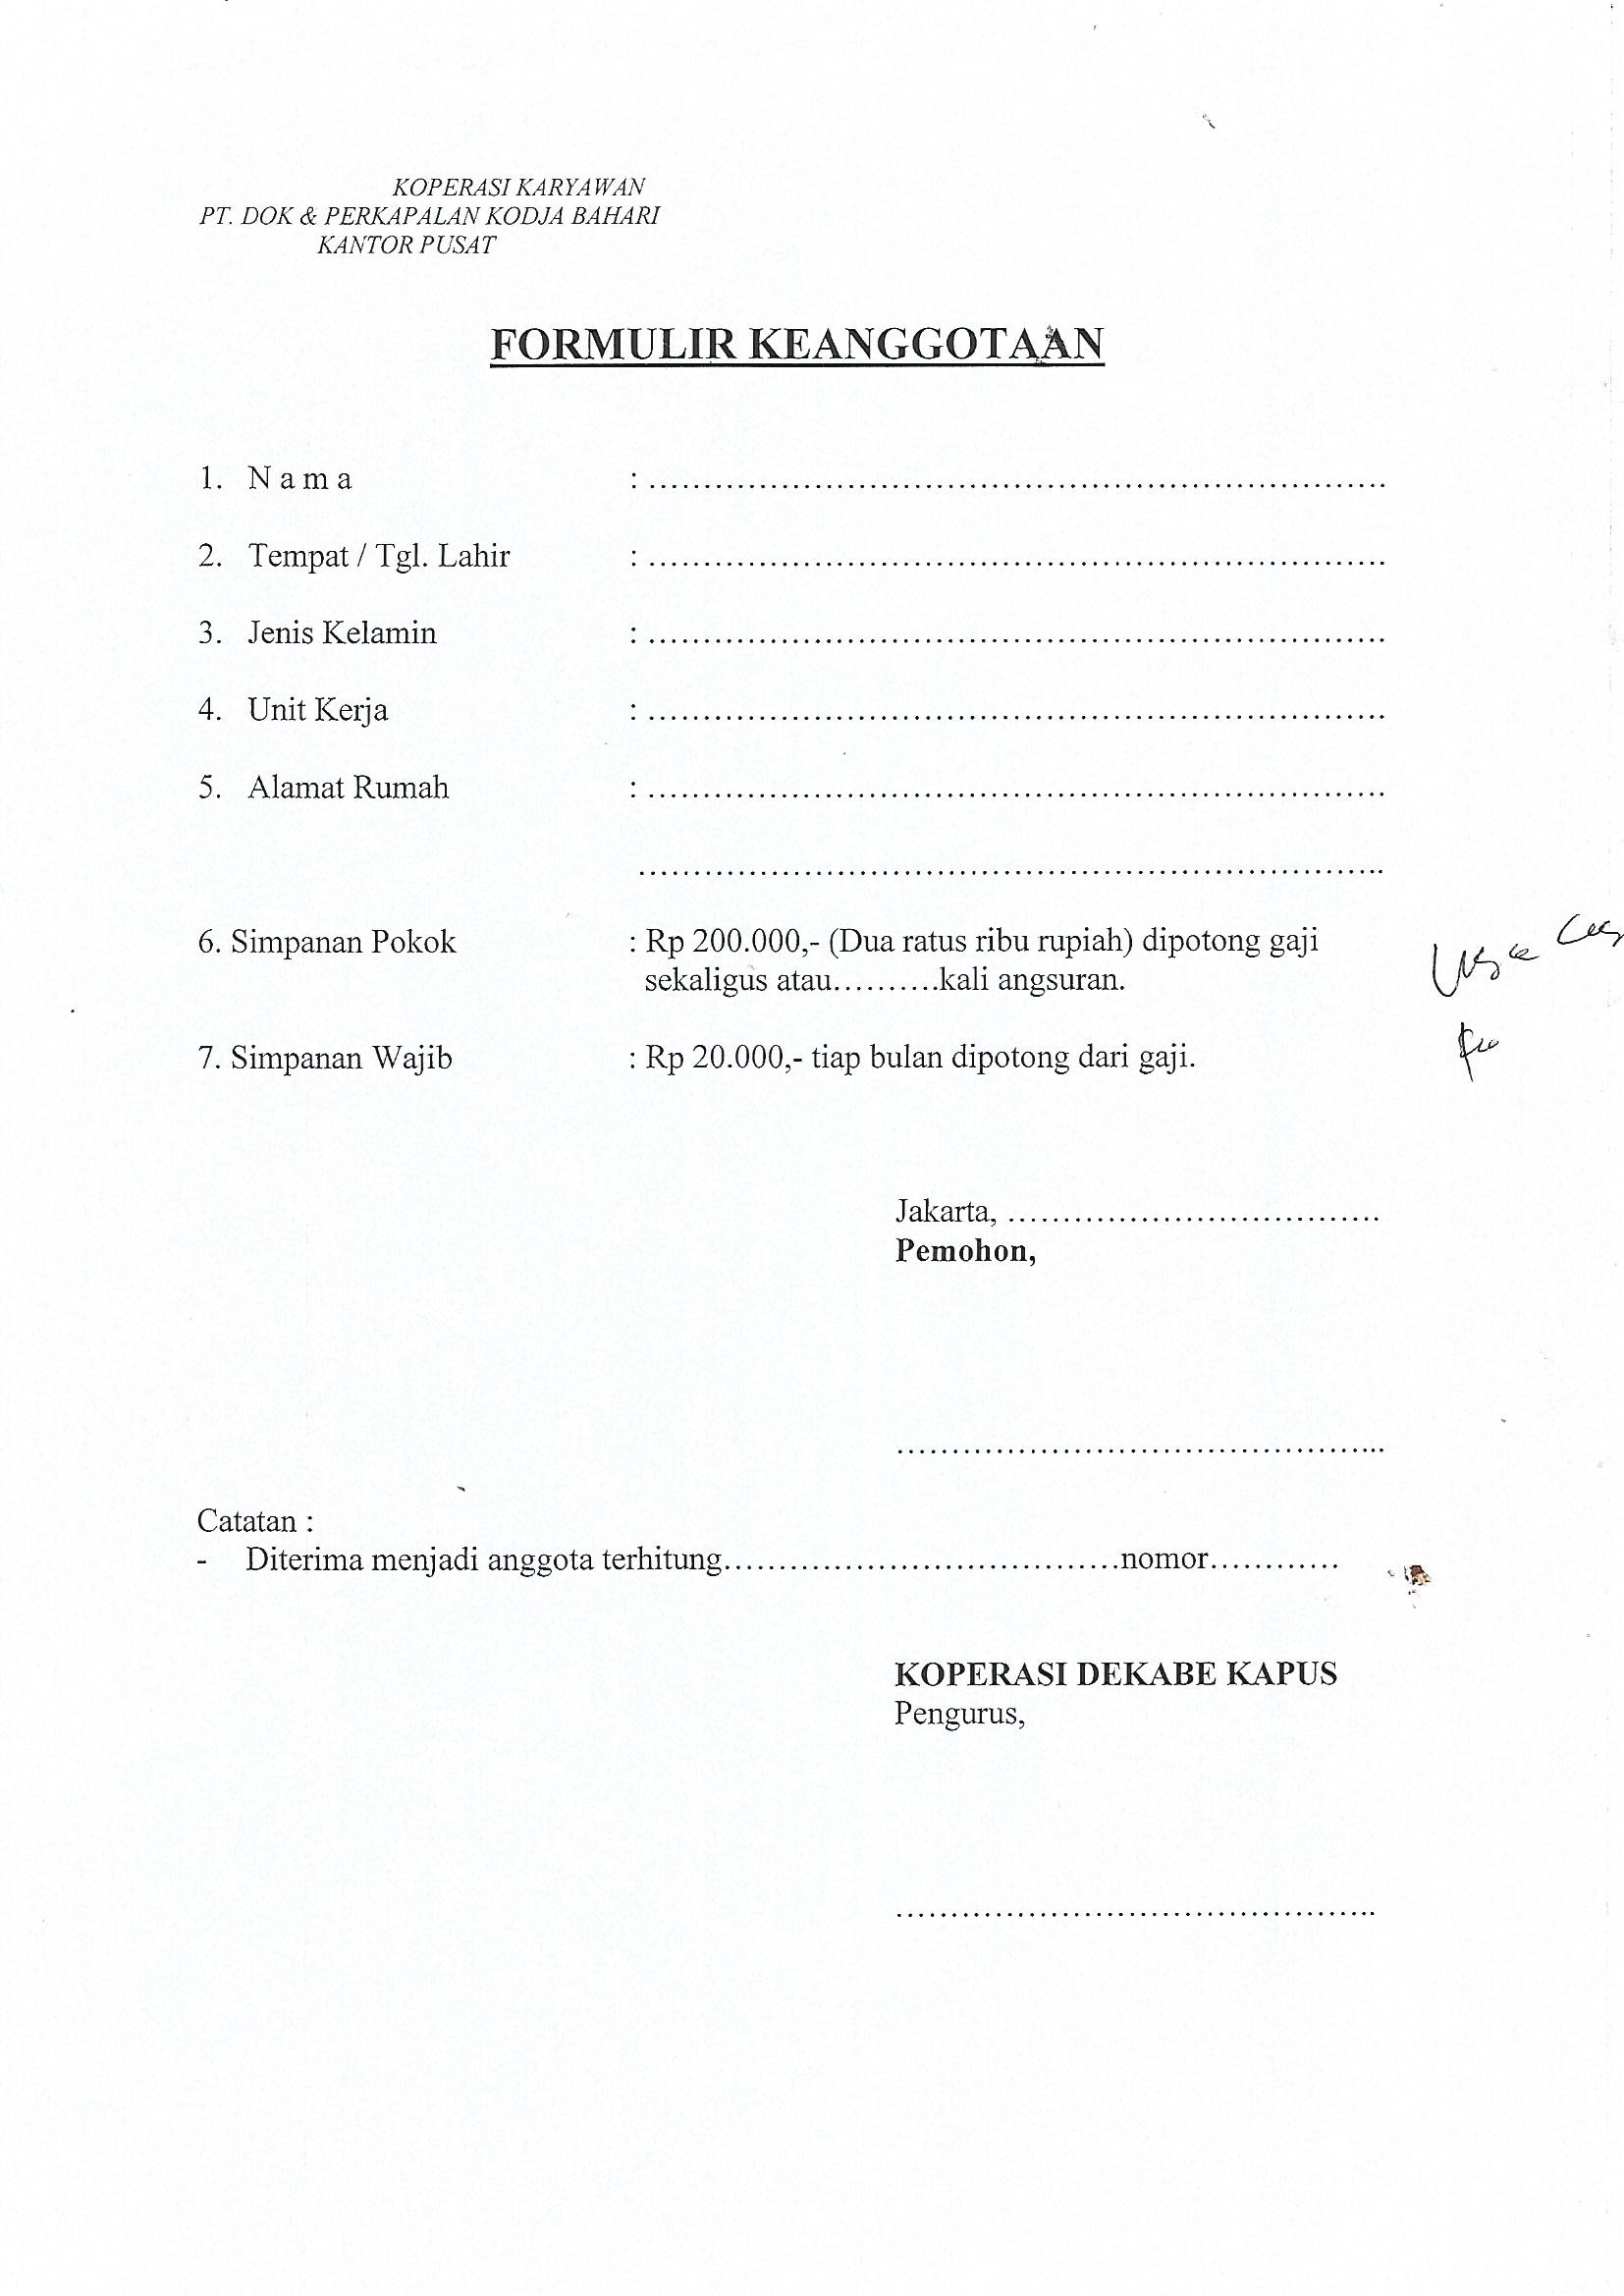 KOPERASI KARYAWAN
PT. DOK & PERKAPALAN KODJA BAHARI
KANTOR PUSAT
FORMULIR KEANGGOTAAN
1. N a m a : ....................................................................................
2. Tempat / Tgl. Lahir : ....................................................................................
3. Jenis Kelamin : ....................................................................................
4. Unit Kerja : ....................................................................................
5. Alamat Rumah : ....................................................................................
....................................................................................
6. Simpanan Pokok : Rp 200.000,- (Dua ratus ribu rupiah) dipotong gaji
sekaligus atau..........kali angsuran.
7. Simpanan Wajib : Rp 20.000,- tiap bulan dipotong dari gaji.
Jakarta, ..........................................
Pemohon,
......................................................
Catatan :
- Diterima menjadi anggota terhitung............................................nomor............
KOPERASI DEKABE KAPUS
Pengurus,
......................................................